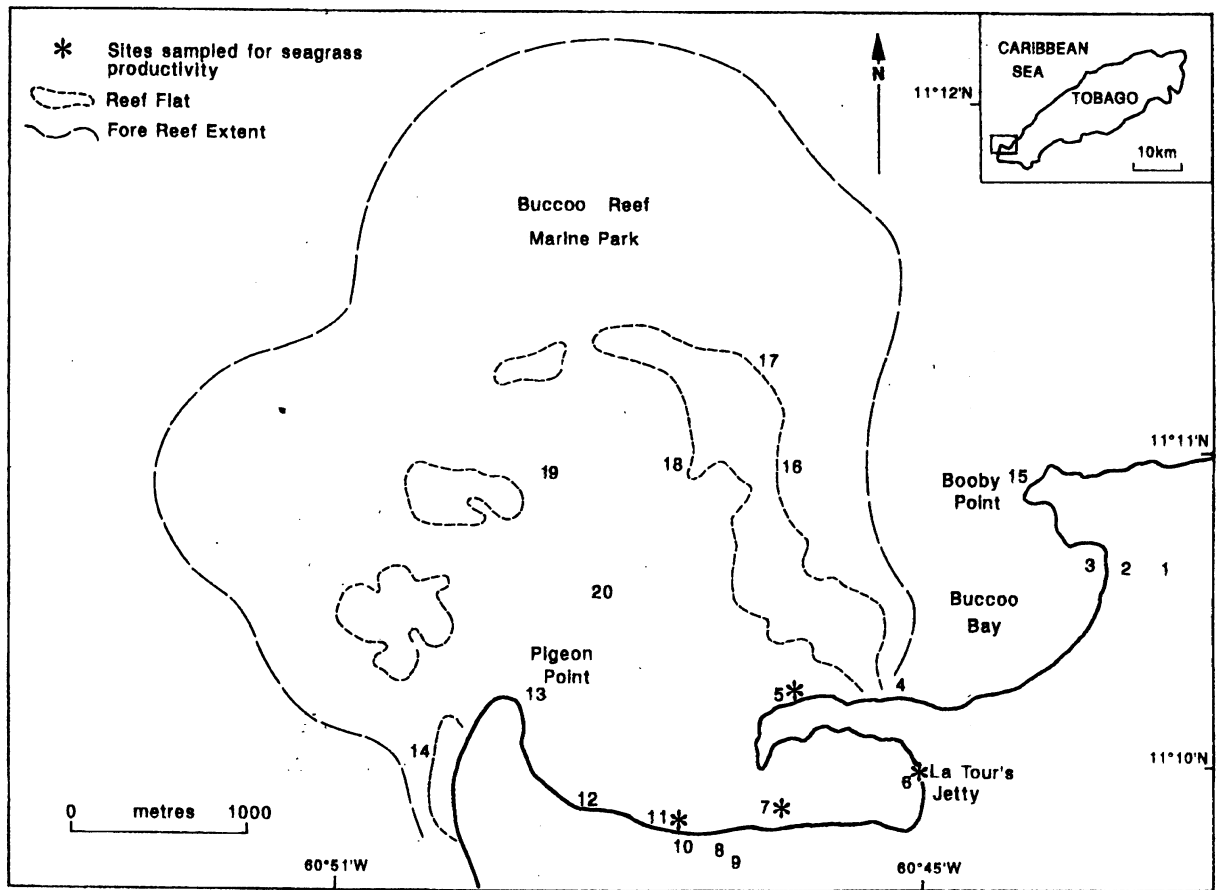 * Sites sampled for seagrass
productivity
Reef Flat
Fore Reef Extent
N
11°12'N
CARIBBEAN
SEA
TOBAGO
10km
Buccoo Reef
Marine Park
17
11°11'N
19
18
16
Booby
Point
15
3
2
1
20
Buccoo
Bay
Pigeon
Point
13
5*
4
14
11°10'N
6*
La Tour's
Jetty
0 metres 1000
12
11*
7*
10
8
9
60°51'W
60°45'W